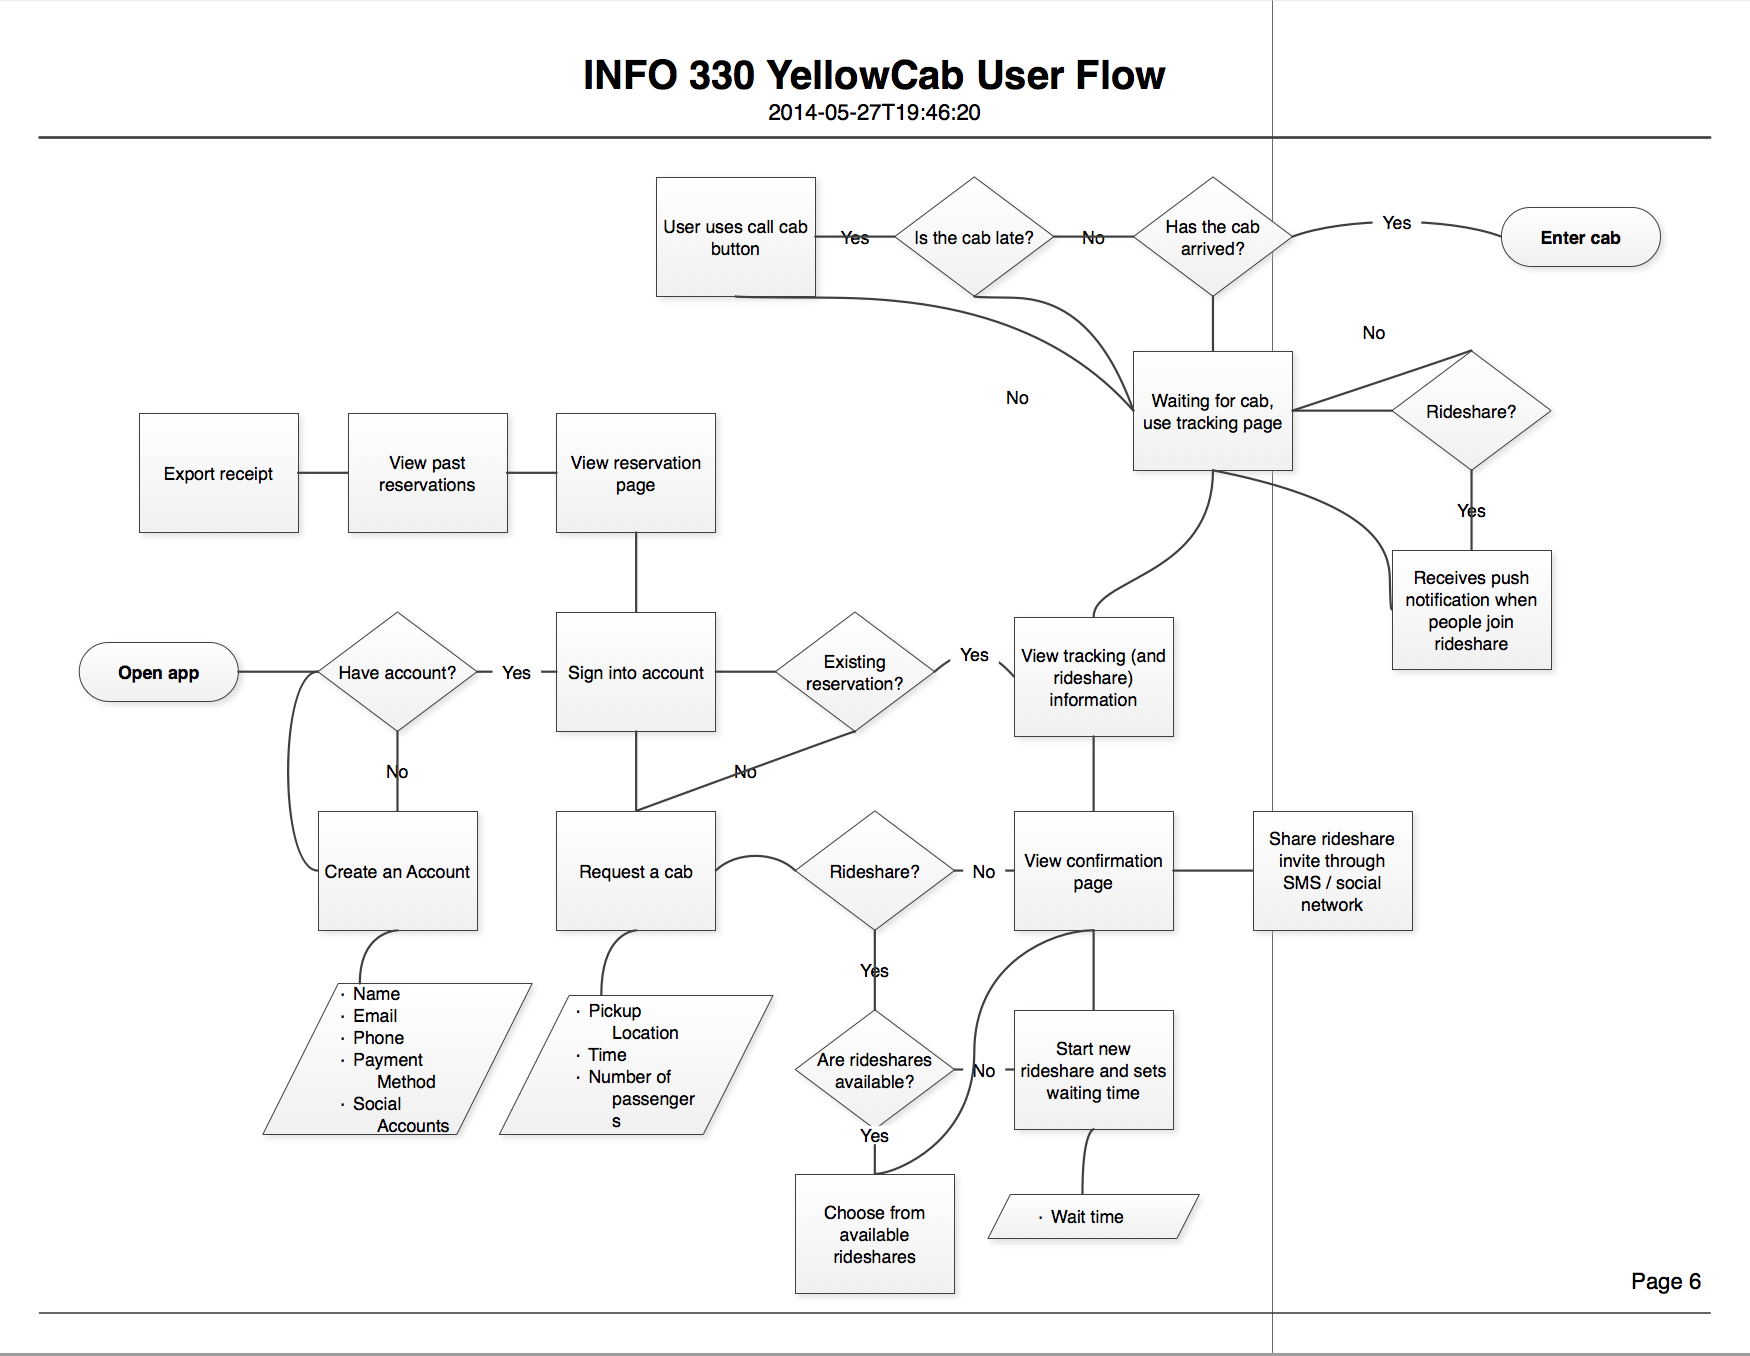 INFO 330 YellowCab User Flow
2014-05-27T19:46:20
User uses call cab
button
Yes
Is the cab late?
No
Has the cab
arrived?
Yes
Enter cab
No
No
Waiting for cab,
use tracking page
Rideshare?
Yes
Export receipt
View past
reservations
View reservation
page
Receives push
notification when
people join
rideshare
Open app
Have account?
Yes
Sign into account
Existing
reservation?
Yes
View tracking (and
rideshare)
information
No
No
Create an Account
Request a cab
Rideshare?
No
View confirmation
page
Share rideshare
invite through
SMS / social
network
Yes
· Name
· Email
· Phone
· Payment
Method
· Social
Accounts
· Pickup
Location
· Time
· Number of
passenger
s
Are rideshares
available?
No
Start new
rideshare and sets
waiting time
Yes
Choose from
available
rideshares
· Wait time
Page 6